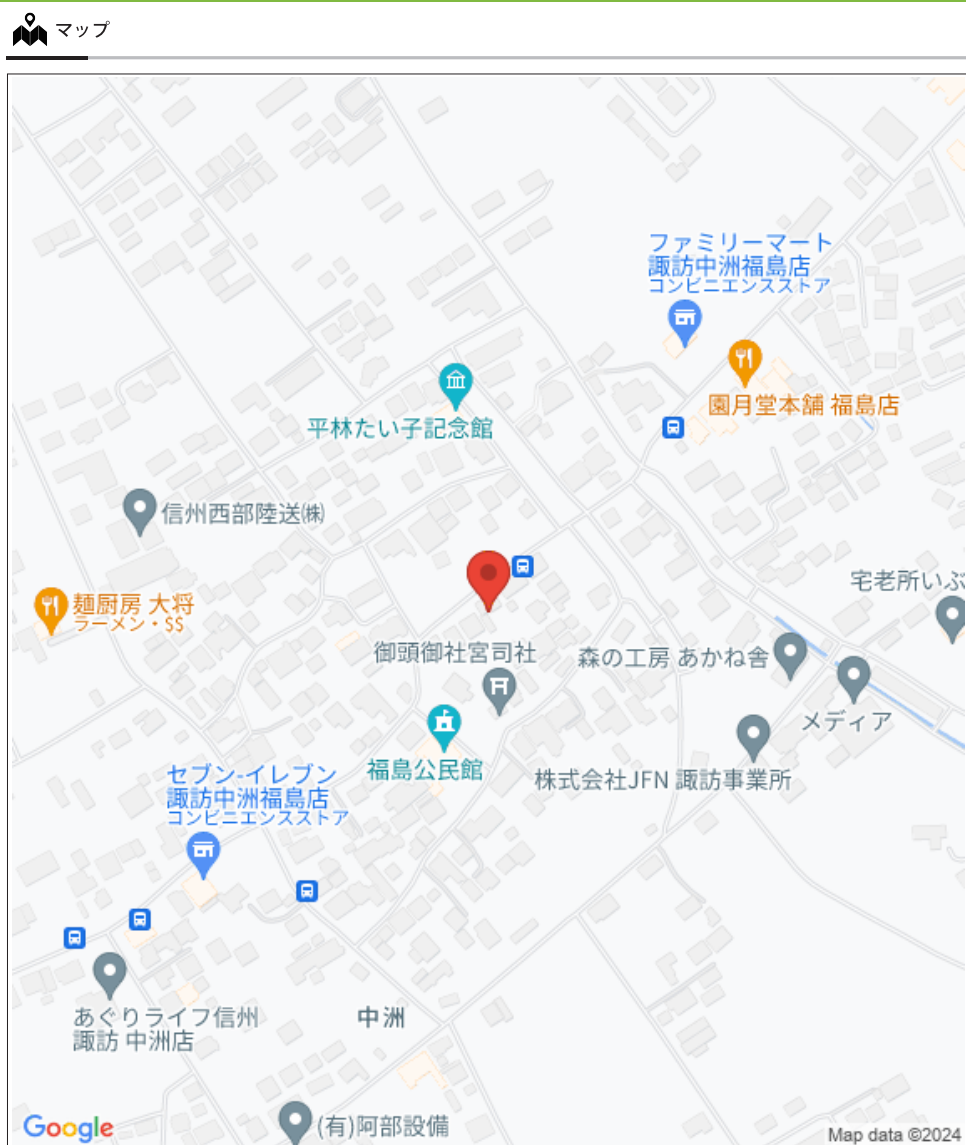 マップ
ファミリーマート
諏訪中洲福島店
コンビニエンスストア
園月堂本舗 福島店
平林たい子記念館
信州西部陸送㈱
宅老所いぶ
麺厨房 大将
ラーメン・$$
御頭御社宮司社
森の工房 あかね舎
メディア
福島公民館
株式会社JFN 諏訪事業所
セブン-イレブン
諏訪中洲福島店
コンビニエンスストア
あぐりライフ信州
諏訪 中洲店
中洲
(有)阿部設備
Google
Map data ©2024